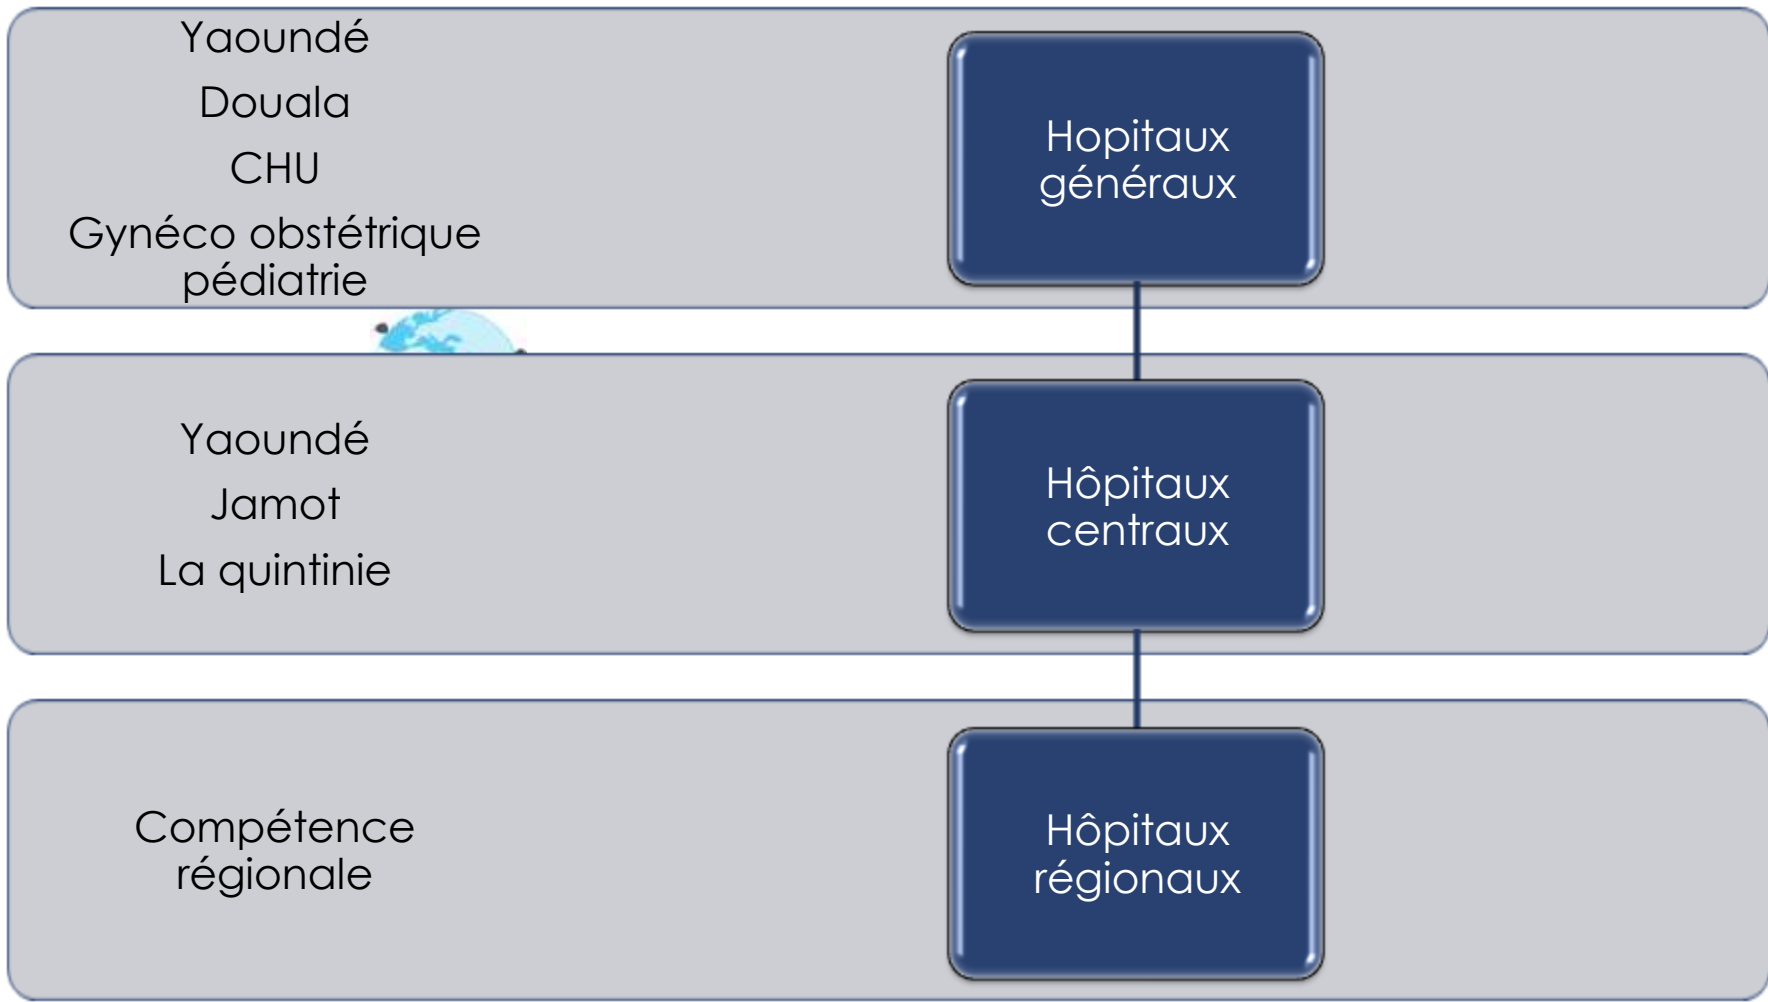 Yaoundé
Douala
CHU
Gynéco obstétrique
pédiatrie
Hopitaux
généraux
Yaoundé
Jamot
La quintinie
Hôpitaux
centraux
Compétence
régionale
Hôpitaux
régionaux